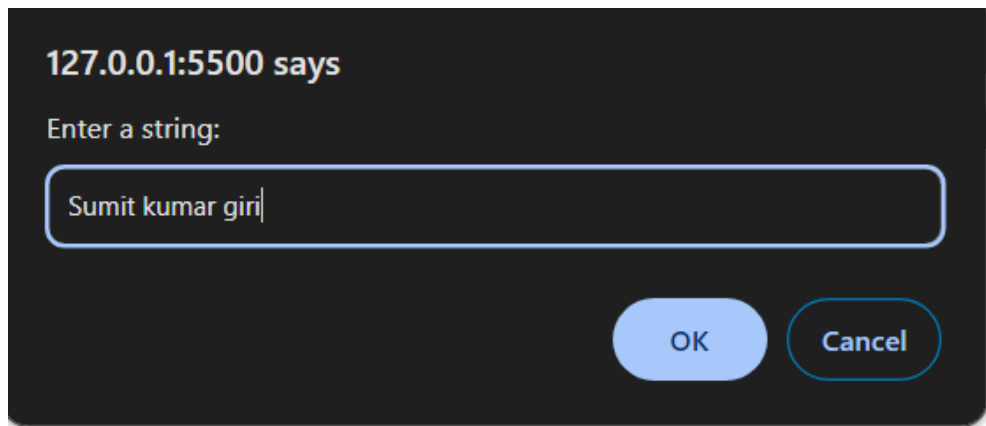 127.0.0.1:5500 says
Enter a string:
Sumit kumar giri
OK Cancel